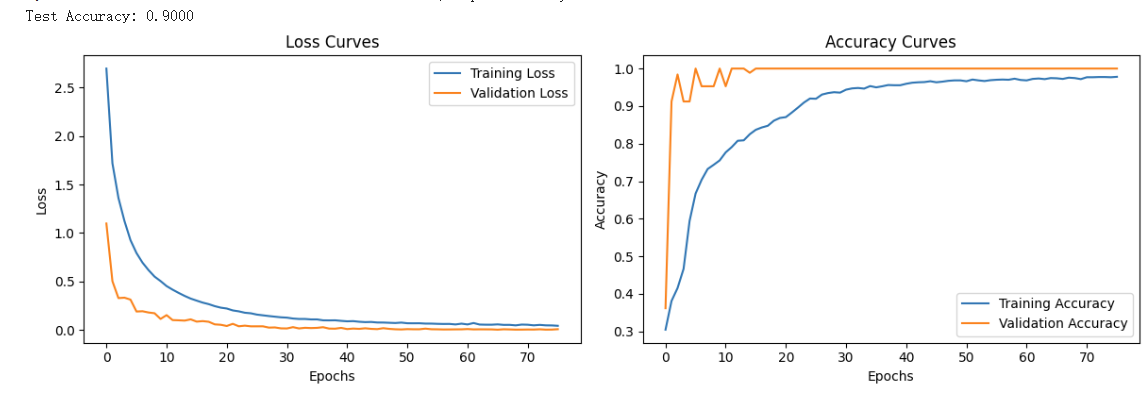 Test Accuracy: 0.9000
Loss Curves
Training Loss
Validation Loss
2.5
2.0
1.5
1.0
0.5
0.0
Loss
0 10 20 30 40 50 60 70
Epochs
Accuracy Curves
1.0
0.9
0.8
0.7
0.6
0.5
0.4
0.3
Accuracy
Training Accuracy
Validation Accuracy
0 10 20 30 40 50 60 70
Epochs